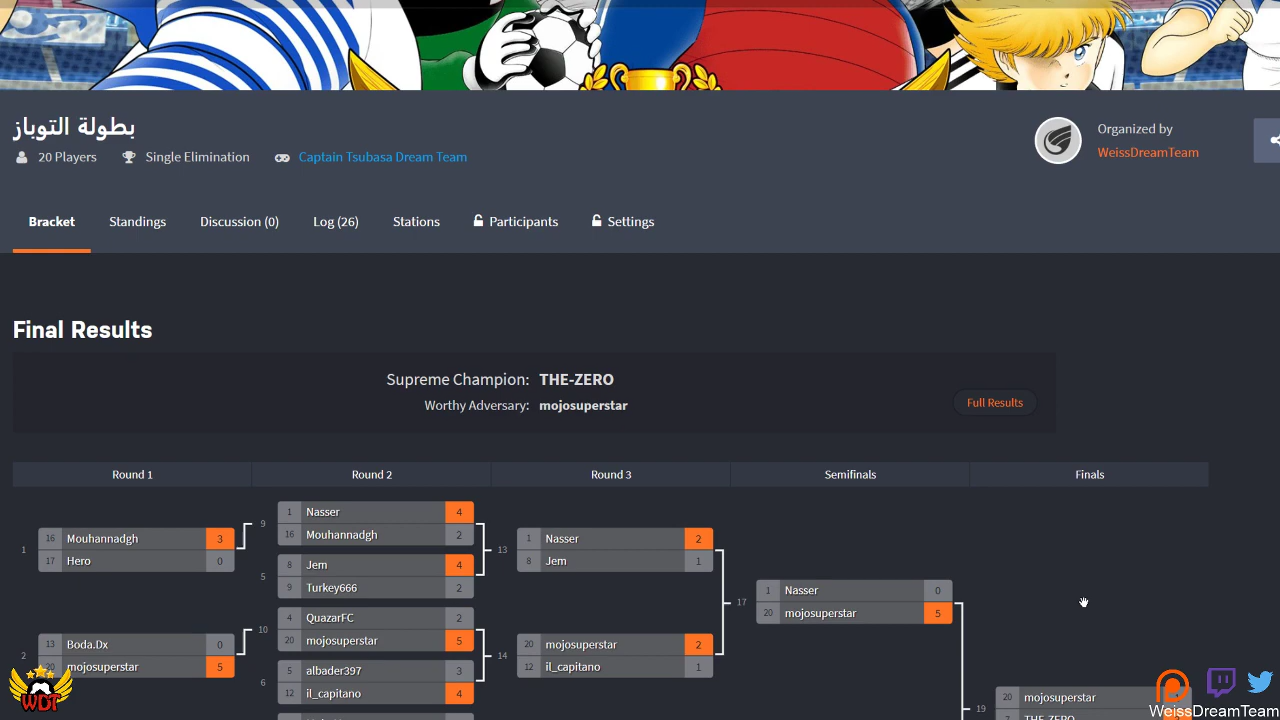 بطولة التوباز
20 Players Single Elimination Captain Tsubasa Dream Team
Organized by
WeissDreamTeam
Bracket Standings Discussion (0) Log (26) Stations Participants Settings
Final Results
Supreme Champion: THE-ZERO
Worthy Adversary: mojosuperstar
Full Results
Round 1 Round 2 Round 3 Semifinals Finals
1
16 Mouhannadgh 3
17 Hero 0
2
13 Boda.Dx 0
20 mojosuperstar 5
9
1 Nasser 4
16 Mouhannadgh 2
5
8 Jem 4
9 Turkey666 2
10
4 QuazarFC 2
20 mojosuperstar 5
6
5 albader397 3
12 il_capitano 4
13
1 Nasser 2
8 Jem 1
14
20 mojosuperstar 2
12 il_capitano 1
17
1 Nasser 0
20 mojosuperstar 5
19
20 mojosuperstar
THE-ZERO
WDT
WeissDreamTeam